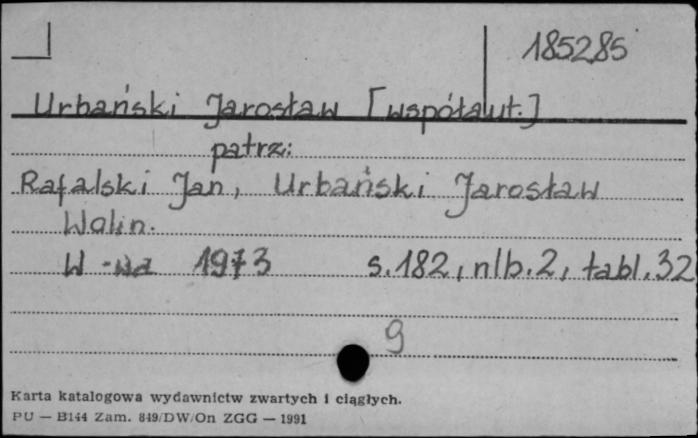 185285
Urbański Jarosław [współaut.]
patrz:
Rafalski Jan, Urbański Jarosław
Wolin.
W-wa 1973 s.182, nlb.2, tabl.32
9
Karta katalogowa wydawnictw zwartych i ciągłych.
PU — B144 Zam. 849/DW/On ZGG — 1991